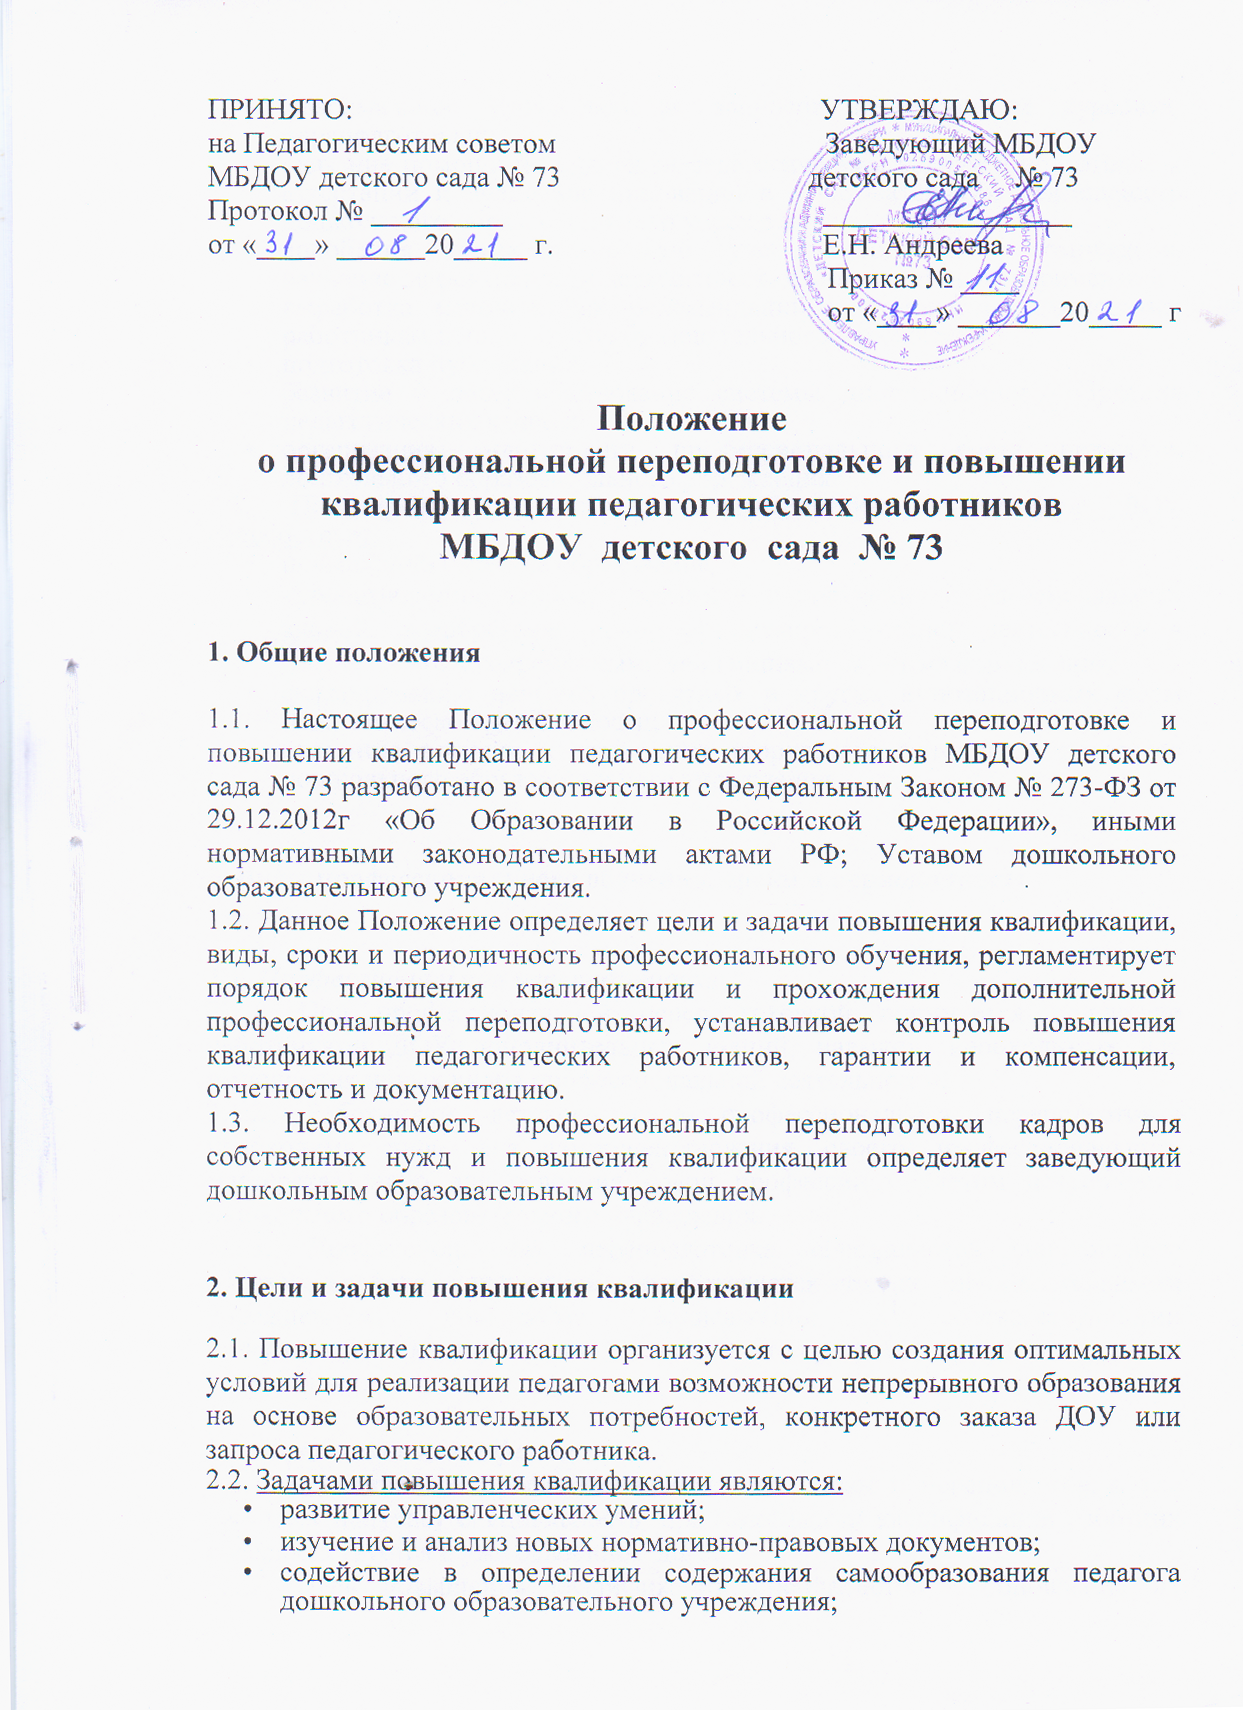 ПРИНЯТО:
на Педагогическим советом
МБДОУ детского сада № 73
Протокол № 1
от «31» 08 2021 г.
УТВЕРЖДАЮ:
Заведующий МБДОУ
детского сада № 73
Е.Н. Андреева
Приказ № 11
от «31» 08 2021 г
Положение
о профессиональной переподготовке и повышении
квалификации педагогических работников
МБДОУ детского сада № 73
1. Общие положения
1.1. Настоящее Положение о профессиональной переподготовке и
повышении квалификации педагогических работников МБДОУ детского
сада № 73 разработано в соответствии с Федеральным Законом № 273-ФЗ от
29.12.2012г «Об Образовании в Российской Федерации», иными
нормативными законодательными актами РФ; Уставом дошкольного
образовательного учреждения.
1.2. Данное Положение определяет цели и задачи повышения квалификации,
виды, сроки и периодичность профессионального обучения, регламентирует
порядок повышения квалификации и прохождения дополнительной
профессиональной переподготовки, устанавливает контроль повышения
квалификации педагогических работников, гарантии и компенсации,
отчетность и документацию.
1.3. Необходимость профессиональной переподготовки кадров для
собственных нужд и повышения квалификации определяет заведующий
дошкольным образовательным учреждением.
2. Цели и задачи повышения квалификации
2.1. Повышение квалификации организуется с целью создания оптимальных
условий для реализации педагогами возможности непрерывного образования
на основе образовательных потребностей, конкретного заказа ДОУ или
запроса педагогического работника.
2.2. Задачами повышения квалификации являются:
• развитие управленческих умений;
• изучение и анализ новых нормативно-правовых документов;
• содействие в определении содержания самообразования педагога
дошкольного образовательного учреждения;